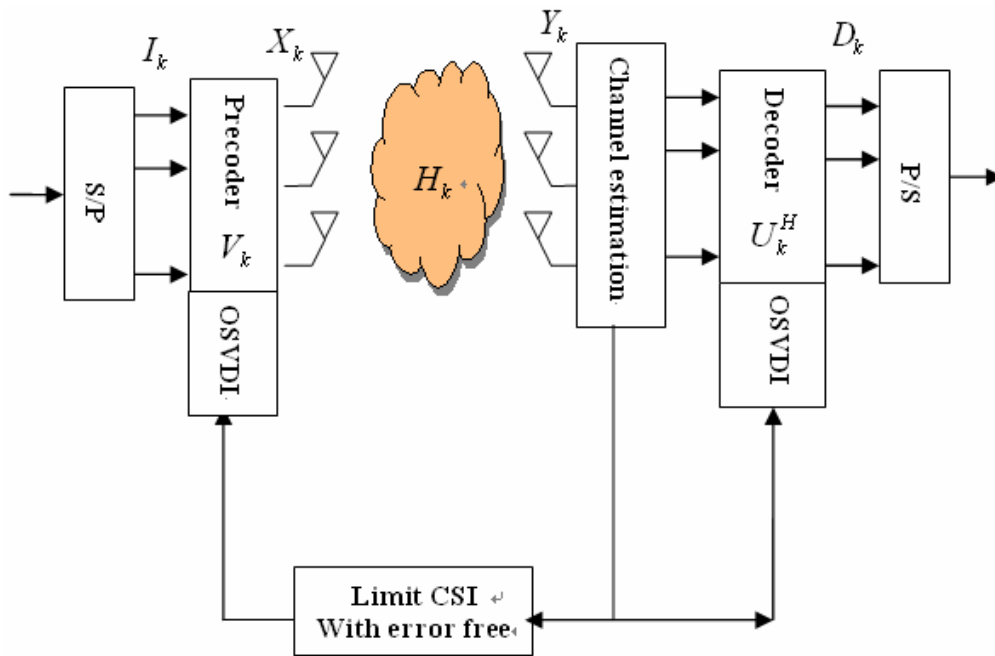 I_k
X_k
Y_k
D_k
S/P
Precoder
V_k
OSVDI
H_k
Channel estimation
Decoder
U_k^H
OSVDI
P/S
Limit CSI
With error free